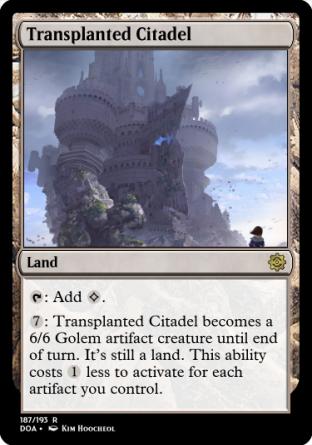 Transplanted Citadel
Land
: Add .
7: Transplanted Citadel becomes a
6/6 Golem artifact creature until end
of turn. It's still a land. This ability
costs 1 less to activate for each
artifact you control.
187/193 R
DOA • Kim Hoocheol